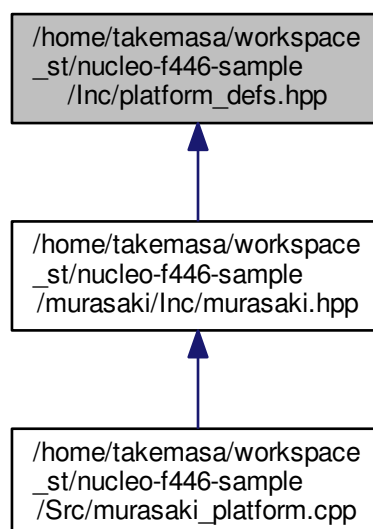 /home/takemasa/workspace
_st/nucleo-f446-sample
/Inc/platform_defs.hpp
/home/takemasa/workspace
_st/nucleo-f446-sample
/murasaki/Inc/murasaki.hpp
/home/takemasa/workspace
_st/nucleo-f446-sample
/Src/murasaki_platform.cpp